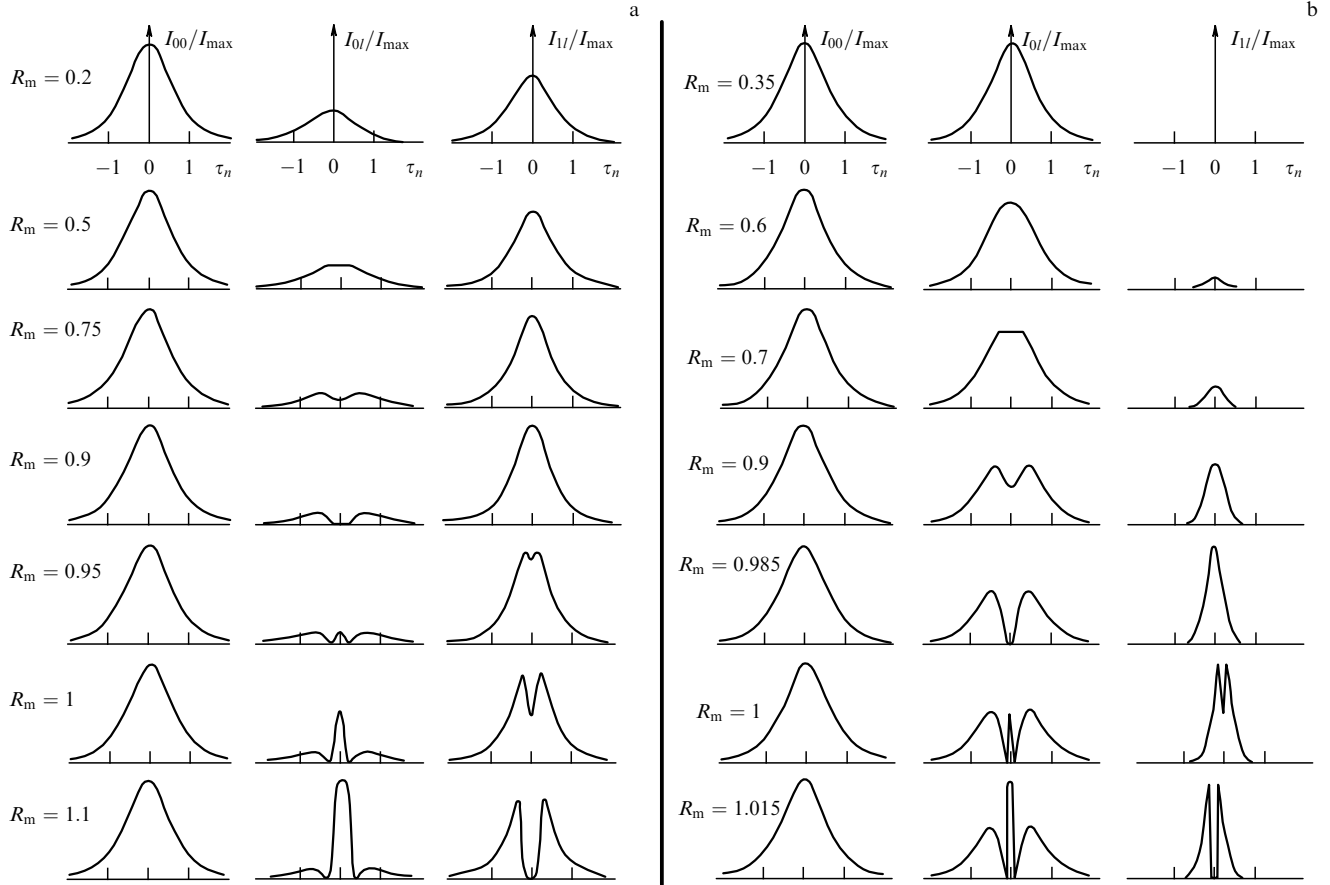 a
I₀₀/Iₘₐₓ I₀ₗ/Iₘₐₓ I₁ₗ/Iₘₐₓ
Rₘ = 0.2
−1 0 1 τₙ −1 0 1 τₙ −1 0 1 τₙ
Rₘ = 0.5
Rₘ = 0.75
Rₘ = 0.9
Rₘ = 0.95
Rₘ = 1
Rₘ = 1.1
b
I₀₀/Iₘₐₓ I₀ₗ/Iₘₐₓ I₁ₗ/Iₘₐₓ
Rₘ = 0.35
−1 0 1 τₙ −1 0 1 τₙ −1 0 1 τₙ
Rₘ = 0.6
Rₘ = 0.7
Rₘ = 0.9
Rₘ = 0.985
Rₘ = 1
Rₘ = 1.015